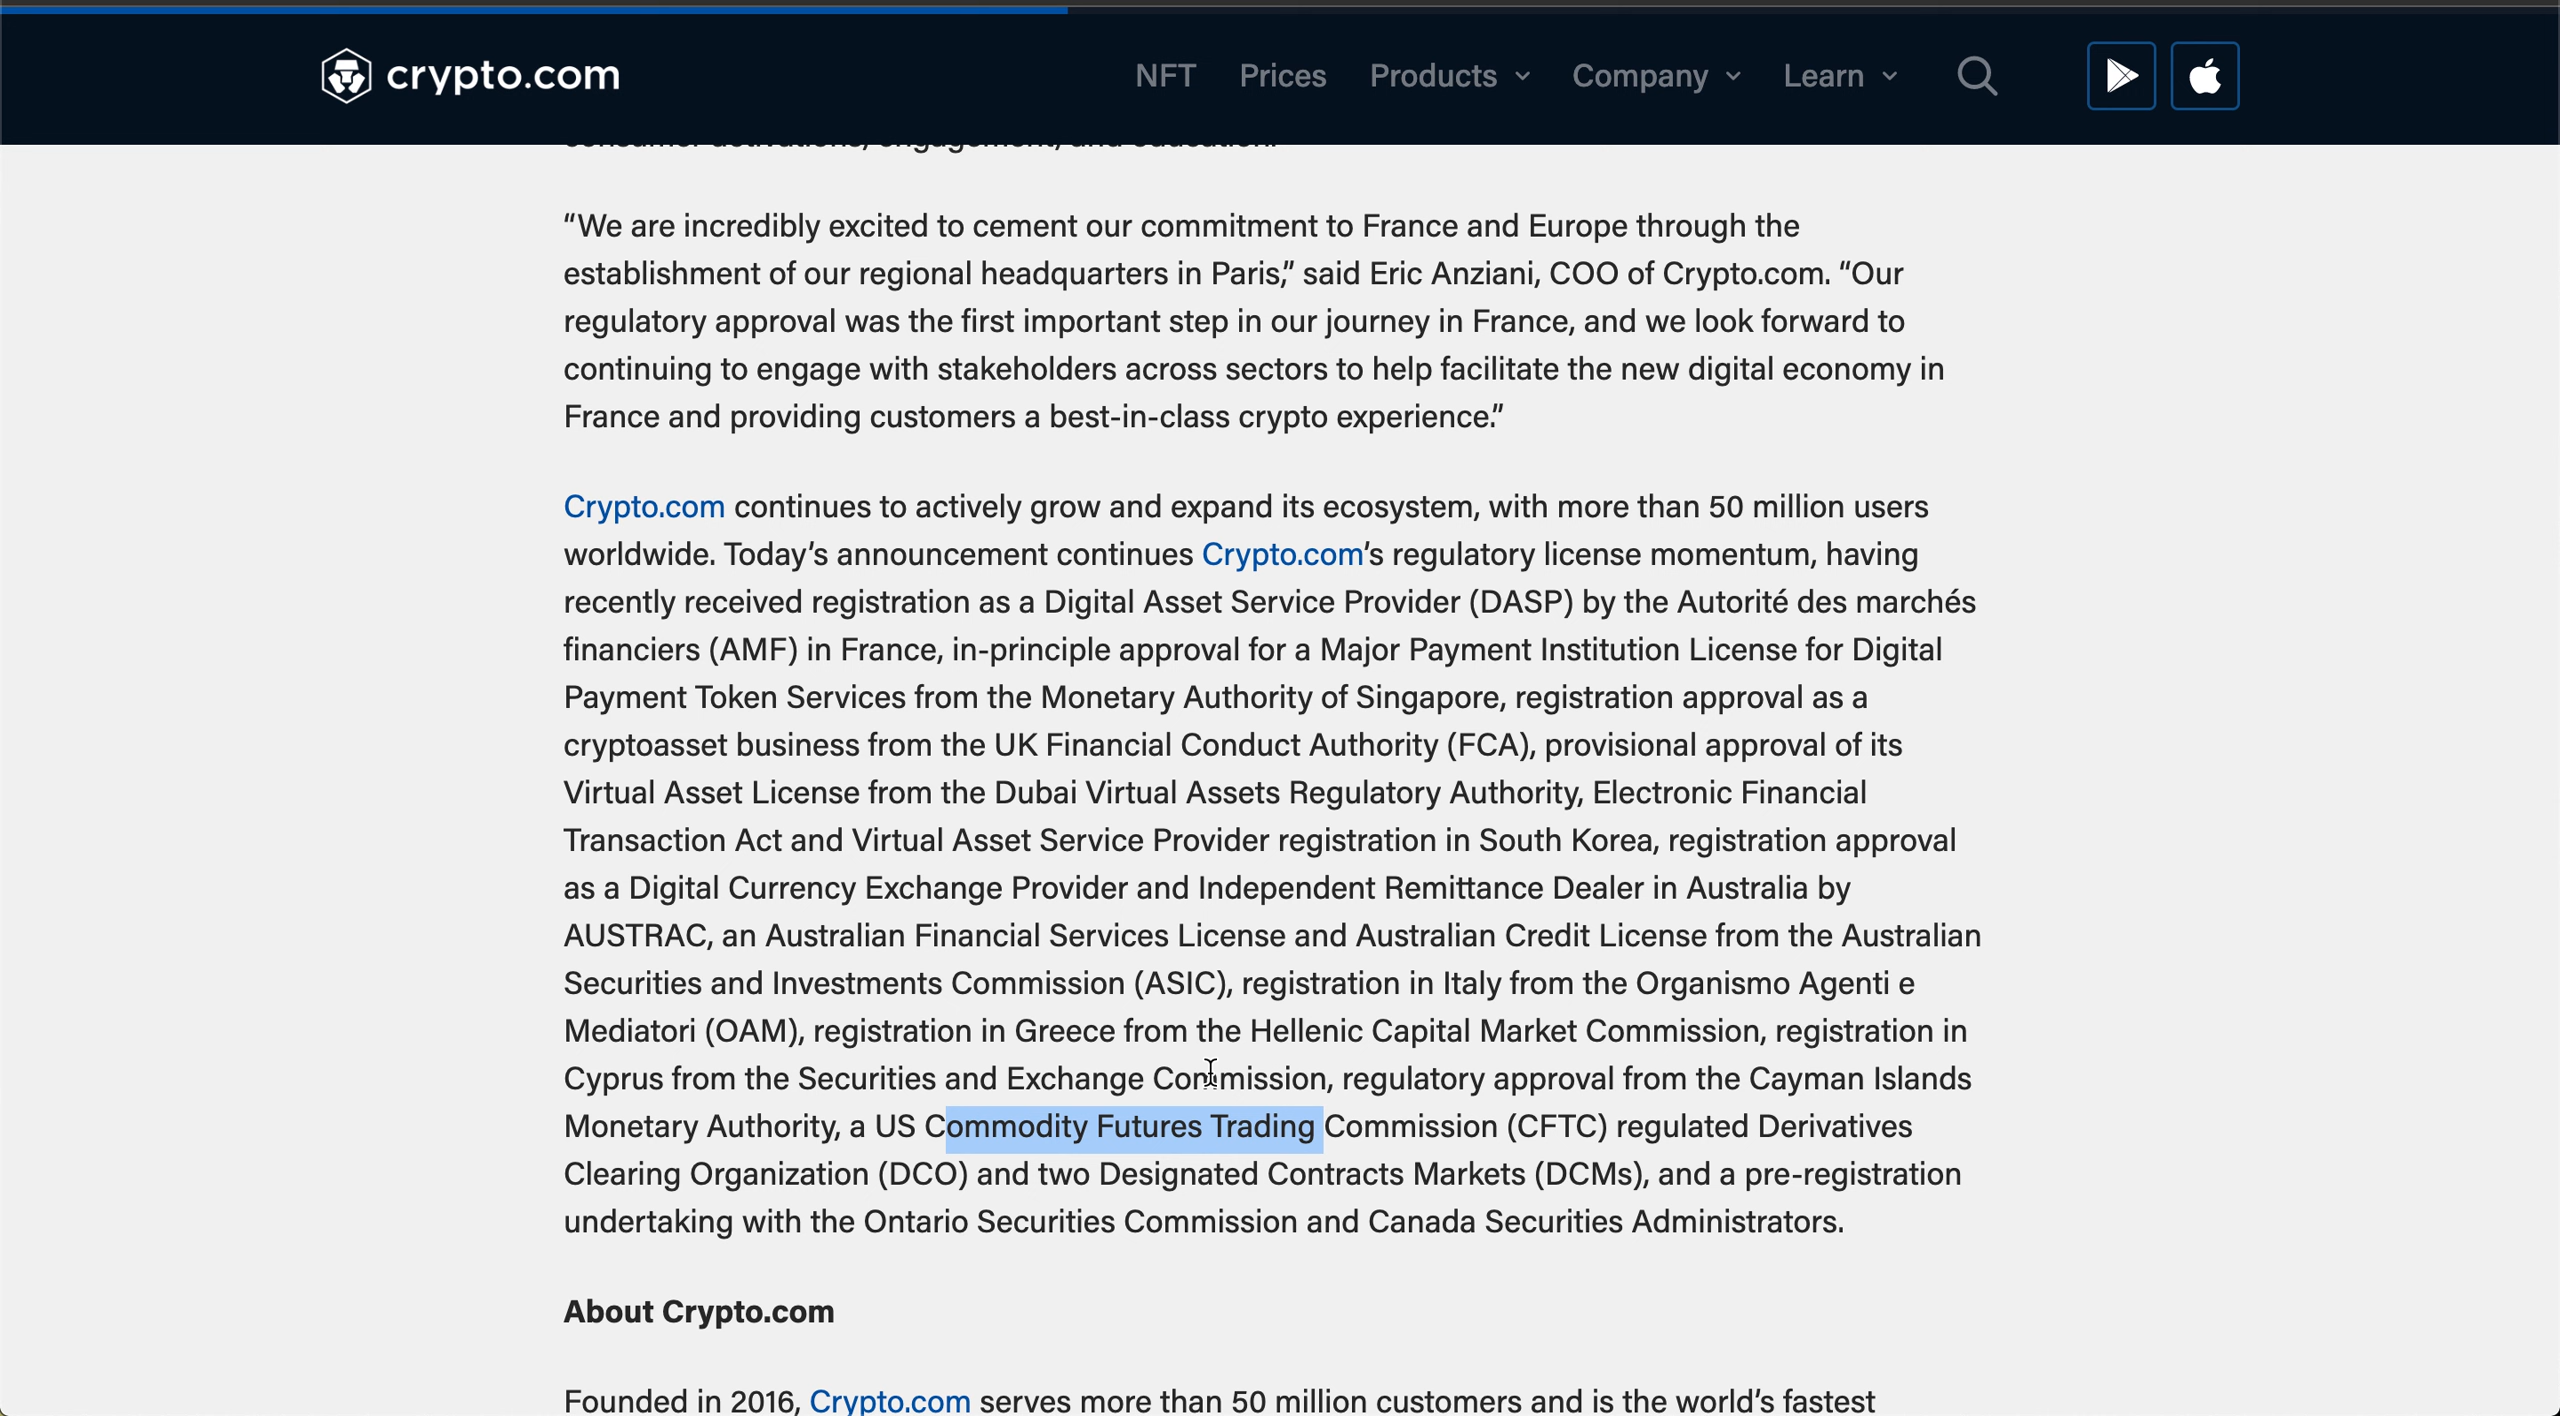 crypto.com
NFT Prices Products Company Learn
consumer activations, engagement, and education.
“We are incredibly excited to cement our commitment to France and Europe through the
establishment of our regional headquarters in Paris,” said Eric Anziani, COO of Crypto.com. “Our
regulatory approval was the first important step in our journey in France, and we look forward to
continuing to engage with stakeholders across sectors to help facilitate the new digital economy in
France and providing customers a best-in-class crypto experience.”
Crypto.com continues to actively grow and expand its ecosystem, with more than 50 million users
worldwide. Today’s announcement continues Crypto.com’s regulatory license momentum, having
recently received registration as a Digital Asset Service Provider (DASP) by the Autorité des marchés
financiers (AMF) in France, in-principle approval for a Major Payment Institution License for Digital
Payment Token Services from the Monetary Authority of Singapore, registration approval as a
cryptoasset business from the UK Financial Conduct Authority (FCA), provisional approval of its
Virtual Asset License from the Dubai Virtual Assets Regulatory Authority, Electronic Financial
Transaction Act and Virtual Asset Service Provider registration in South Korea, registration approval
as a Digital Currency Exchange Provider and Independent Remittance Dealer in Australia by
AUSTRAC, an Australian Financial Services License and Australian Credit License from the Australian
Securities and Investments Commission (ASIC), registration in Italy from the Organismo Agenti e
Mediatori (OAM), registration in Greece from the Hellenic Capital Market Commission, registration in
Cyprus from the Securities and Exchange Commission, regulatory approval from the Cayman Islands
Monetary Authority, a US Commodity Futures Trading Commission (CFTC) regulated Derivatives
Clearing Organization (DCO) and two Designated Contracts Markets (DCMs), and a pre-registration
undertaking with the Ontario Securities Commission and Canada Securities Administrators.
About Crypto.com
Founded in 2016, Crypto.com serves more than 50 million customers and is the world’s fastest